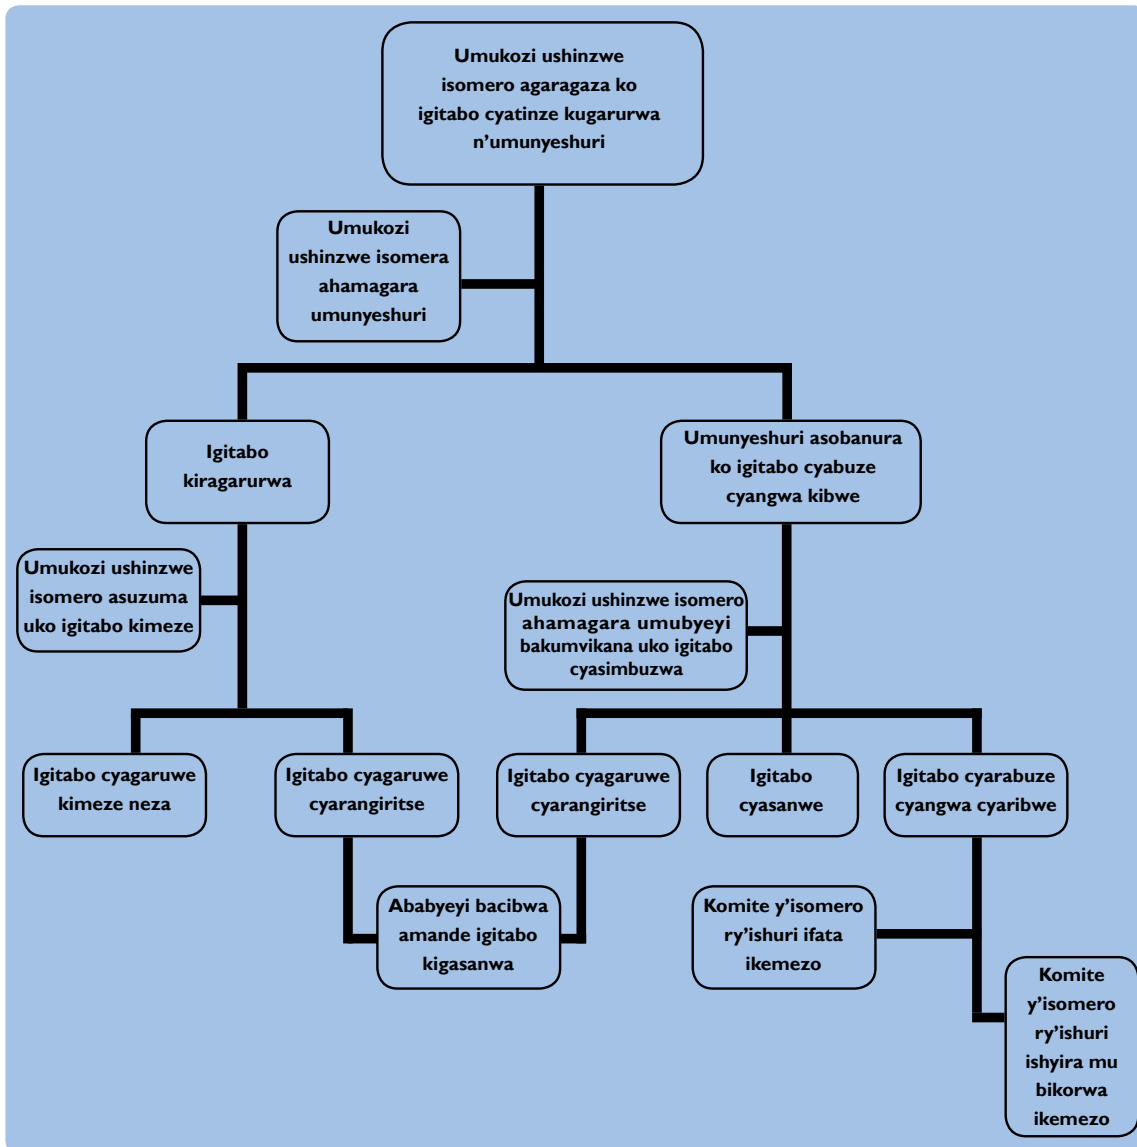 Umukozi ushinzwe
isomero agaragaza ko
igitabo cyatinze kugarurwa
n'umunyeshuri
Umukozi
ushinzwe isomera
ahamagara
umunyeshuri
Igitabo
kiragarurwa
Umunyeshuri asobanura
ko igitabo cyabuze
cyangwa kibwe
Umukozi ushinzwe
isomero asuzuma
uko igitabo kimeze
Umukozi ushinzwe isomero
ahamagara umubyeyi
bakumvikana uko igitabo
cyasimbuzwa
Igitabo cyagaruwe
kimeze neza
Igitabo cyagaruwe
cyarangiritse
Igitabo cyagaruwe
cyarangiritse
Igitabo
cyasanwe
Igitabo cyarabuze
cyangwa cyaribwe
Ababyeyi bacibwa
amande igitabo
kigasanwa
Komite y'isomero
ry'ishuri ifata
ikemezo
Komite
y'isomero
ry'ishuri
ishyira mu
bikorwa
ikemezo